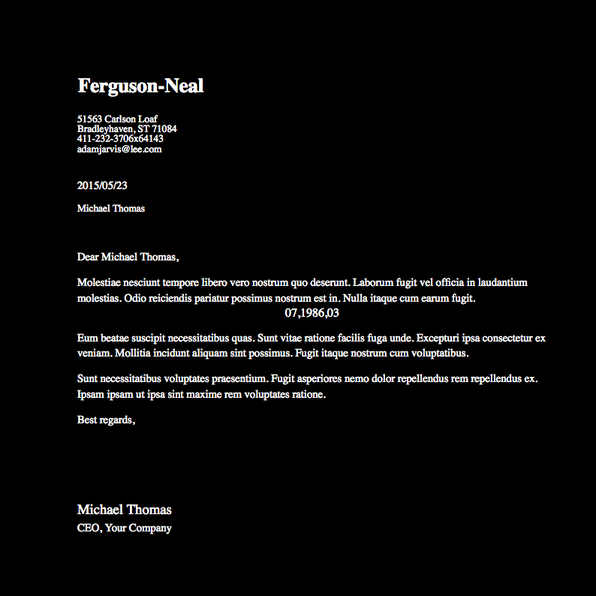 Ferguson-Neal
51563 Carlson Loaf
Bradleyhaven, ST 71084
411-232-3706x64143
adamjarvis@lee.com
2015/05/23
Michael Thomas
Dear Michael Thomas,
Molestiae nesciunt tempore libero vero nostrum quo deserunt. Laborum fugit vel officia in laudantium
molestias. Odio reiciendis pariatur possimus nostrum est in. Nulla itaque cum earum fugit.
07,1986,03
Eum beatae suscipit necessitatibus quas. Sunt vitae ratione facilis fuga unde. Excepturi ipsa consectetur ex
veniam. Mollitia incidunt aliquam sint possimus. Fugit itaque nostrum cum voluptatibus.
Sunt necessitatibus voluptates praesentium. Fugit asperiores nemo dolor repellendus rem repellendus ex.
Ipsam ipsam ut ipsa sint maxime rem voluptates ratione.
Best regards,
Michael Thomas
CEO, Your Company